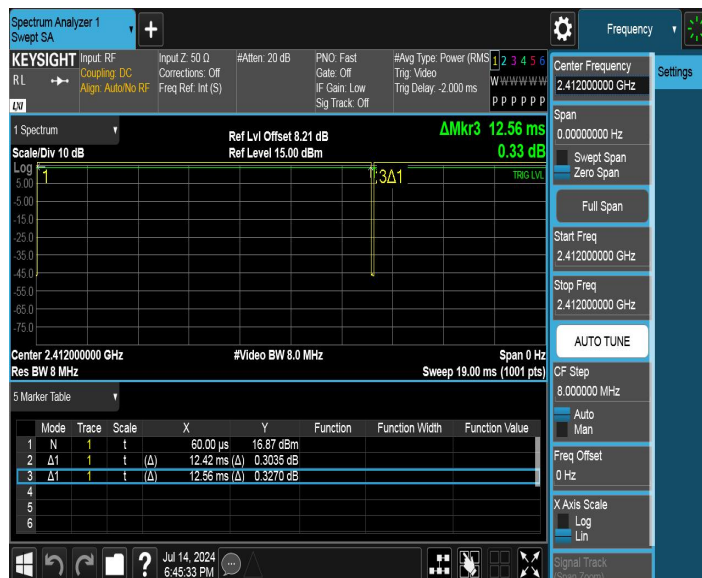 Spectrum Analyzer 1
Swept SA
+
Frequency
KEYSIGHT
RL
LXI
Input: RF
Coupling: DC
Align: Auto/No RF
Input Z: 50 Ω
Corrections: Off
Freq Ref: Int (S)
#Atten: 20 dB
PNO: Fast
Gate: Off
IF Gain: Low
Sig Track: Off
#Avg Type: Power (RMS
Trig: Video
Trig Delay: -2.000 ms
1 2 3 4 5 6
W W W W W W
P P P P P P
1 Spectrum
Scale/Div 10 dB
Ref Lvl Offset 8.21 dB
Ref Level 15.00 dBm
ΔMkr3 12.56 ms
0.33 dB
Log
1
3Δ1
TRIG LVL
5.00
-5.00
-15.0
-25.0
-35.0
-45.0
-55.0
-65.0
-75.0
Center 2.412000000 GHz
#Video BW 8.0 MHz
Span 0 Hz
Res BW 8 MHz
Sweep 19.00 ms (1001 pts)
5 Marker Table
Mode Trace Scale X Y Function Function Width Function Value
1 N 1 t 60.00 µs 16.87 dBm
2 Δ1 1 t (Δ) 12.42 ms (Δ) 0.3035 dB
3 Δ1 1 t (Δ) 12.56 ms (Δ) 0.3270 dB
4
5
6
?
Jul 14, 2024
6:45:33 PM
Center Frequency
2.412000000 GHz
Span
0.00000000 Hz
Swept Span
Zero Span
Full Span
Start Freq
2.412000000 GHz
Stop Freq
2.412000000 GHz
AUTO TUNE
CF Step
8.000000 MHz
Auto
Man
Freq Offset
0 Hz
X Axis Scale
Log
Lin
Signal Track
(Span Zoom)
Settings